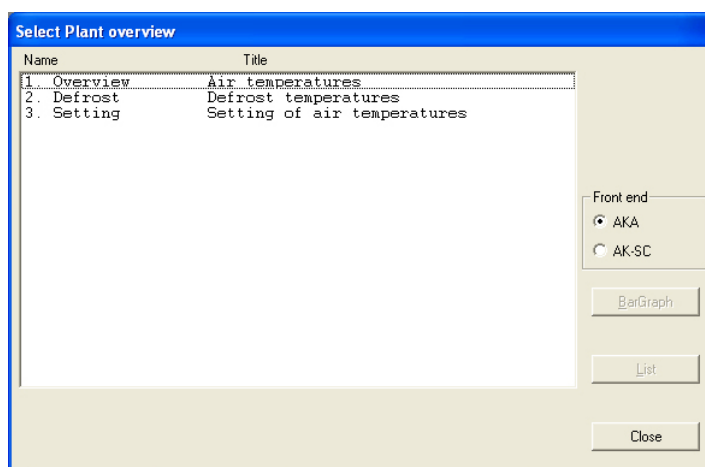 Select Plant overview
Name Title
1. Overview Air temperatures
2. Defrost Defrost temperatures
3. Setting Setting of air temperatures
Front end
AKA
AK-SC
BarGraph
List
Close